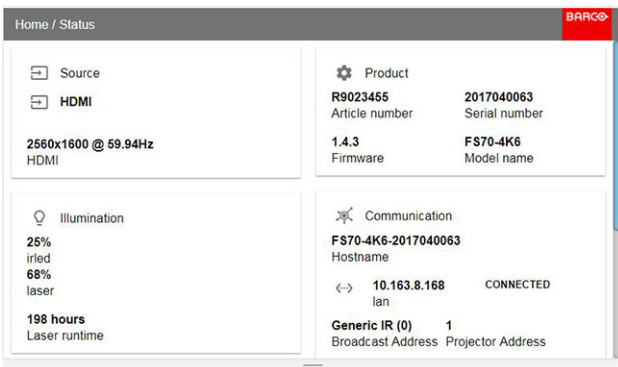 Home / Status
BARCO
Source
HDMI
2560x1600 @ 59.94Hz
HDMI
Product
R9023455 2017040063
Article number Serial number
1.4.3 FS70-4K6
Firmware Model name
Illumination
25%
irled
68%
laser
198 hours
Laser runtime
Communication
FS70-4K6-2017040063
Hostname
10.163.8.168 CONNECTED
lan
Generic IR (0) 1
Broadcast Address Projector Address